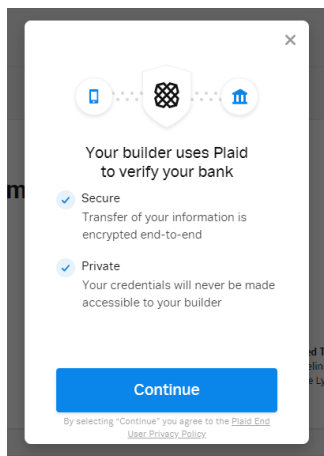 Your builder uses Plaid
to verify your bank
Secure
Transfer of your information is
encrypted end-to-end
Private
Your credentials will never be made
accessible to your builder
Continue
By selecting “Continue” you agree to the Plaid End
User Privacy Policy